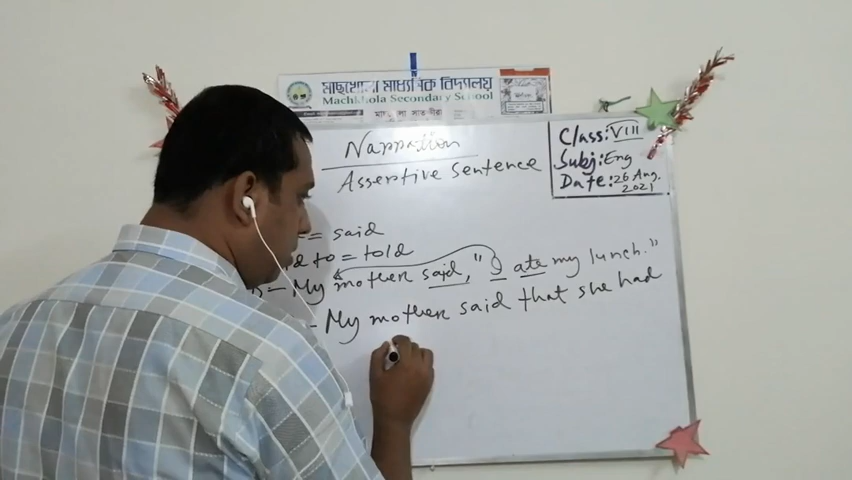 মাছখোলা মাধ্যমিক বিদ্যালয়
Machkhola Secondary School
Narration
Assertive Sentence
Class: VIII
Subj: Eng
Date: 26 Aug.
2021
= said
to = told
My mother said, "I ate my lunch."
My mother said that she had